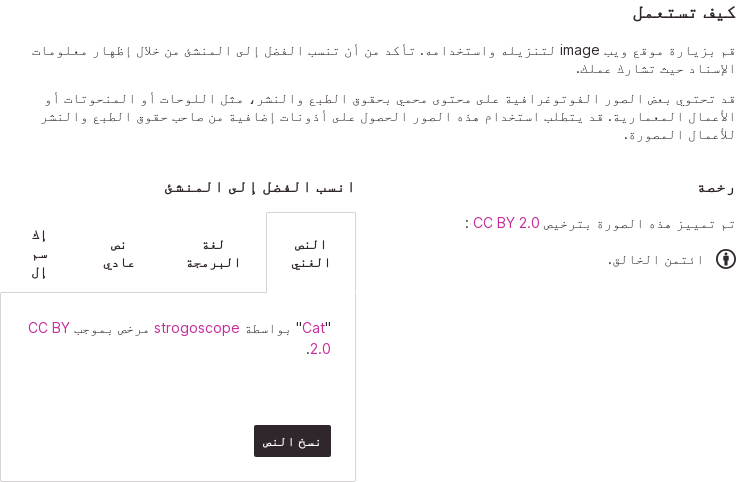 كيف تستعمل
قم بزيارة موقع ويب image لتنزيله واستخدامه. تأكد من أن تنسب الفضل إلى المنشئ من خلال إظهار معلومات
الإسناد حيث تشارك عملك.
قد تحتوي بعض الصور الفوتوغرافية على محتوى محمي بحقوق الطبع والنشر، مثل اللوحات أو المنحوتات أو
الأعمال المعمارية. قد يتطلب استخدام هذه الصور الحصول على أذونات إضافية من صاحب حقوق الطبع والنشر
للأعمال المصورة.
رخصة
تم تمييز هذه الصورة بترخيص CC BY 2.0 :
ائتمن الخالق.
انسب الفضل إلى المنشئ
النص
الغني
لغة
البرمجة
نص
عادي
إك
سم
إل
"Cat" بواسطة strogoscope مرخص بموجب CC BY
2.0.
نسخ النص